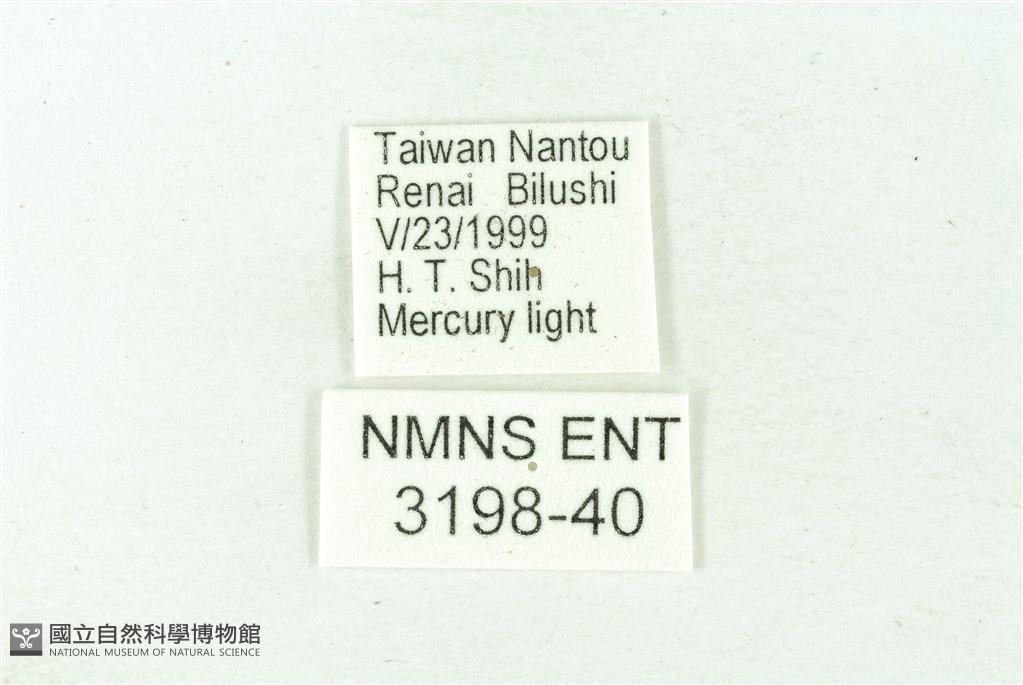 Taiwan Nantou
Renai Bilushi
V/23/1999
H. T. Shih
Mercury light
NMNS ENT
3198-40
國立自然科學博物館
NATIONAL MUSEUM OF NATURAL SCIENCE